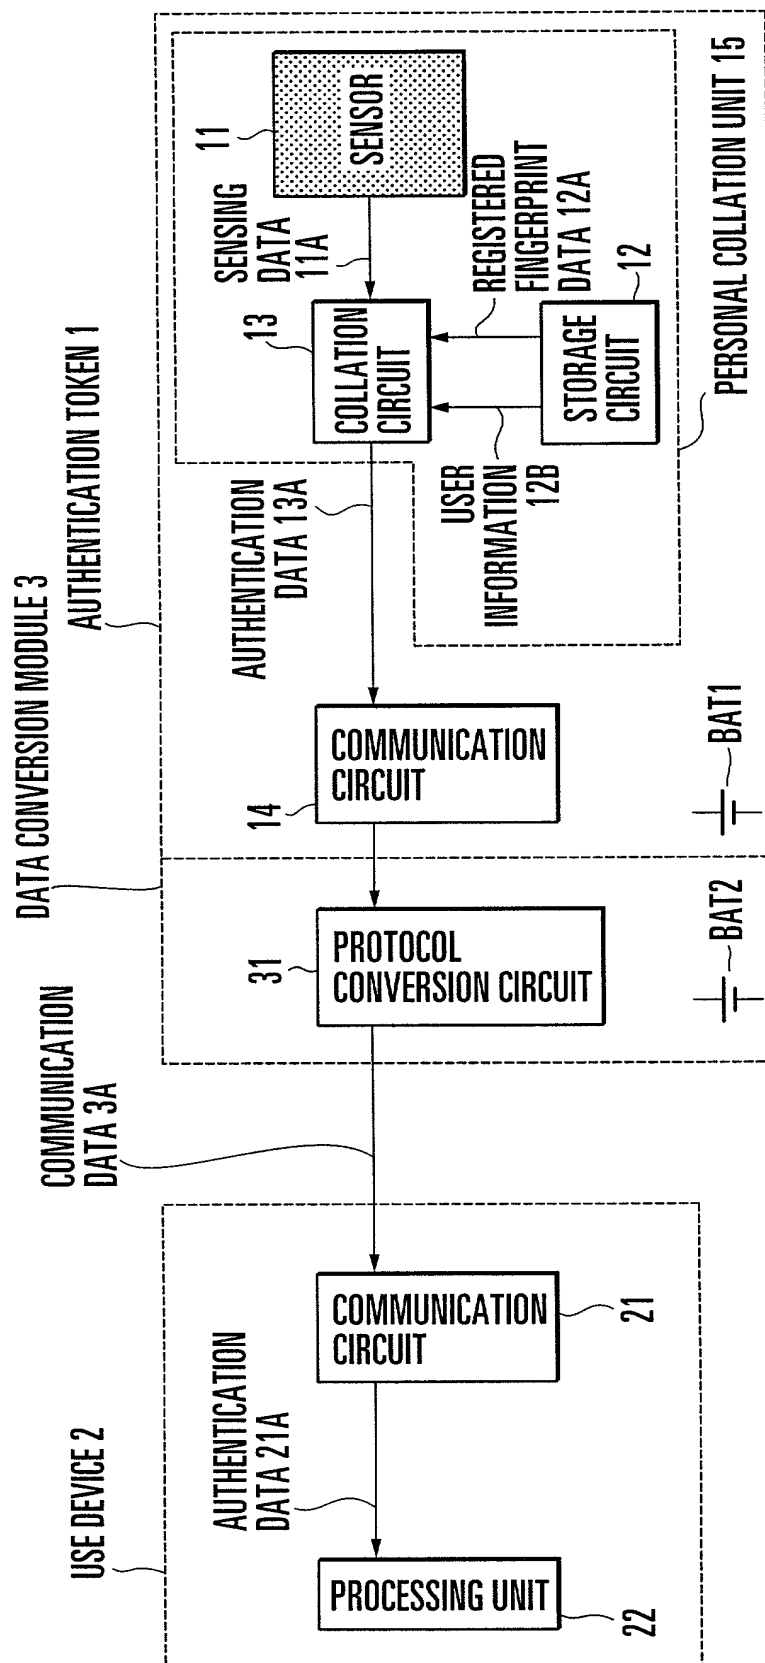 USE DEVICE 2
PROCESSING UNIT
22
AUTHENTICATION
DATA 21A
COMMUNICATION
CIRCUIT
21
COMMUNICATION
DATA 3A
DATA CONVERSION MODULE 3
31
PROTOCOL
CONVERSION CIRCUIT
BAT2
AUTHENTICATION TOKEN 1
14
COMMUNICATION
CIRCUIT
BAT1
AUTHENTICATION
DATA 13A
13
COLLATION
CIRCUIT
USER
INFORMATION
12B
SENSING
DATA
11A
11
SENSOR
REGISTERED
FINGERPRINT
DATA 12A
12
STORAGE
CIRCUIT
PERSONAL COLLATION UNIT 15